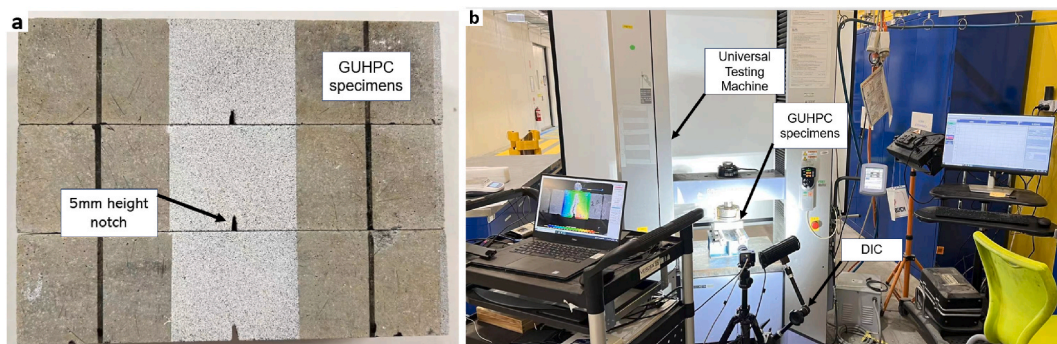 a
GUHPC
specimens
5mm height
notch
b
Universal
Testing
Machine
GUHPC
specimens
DIC